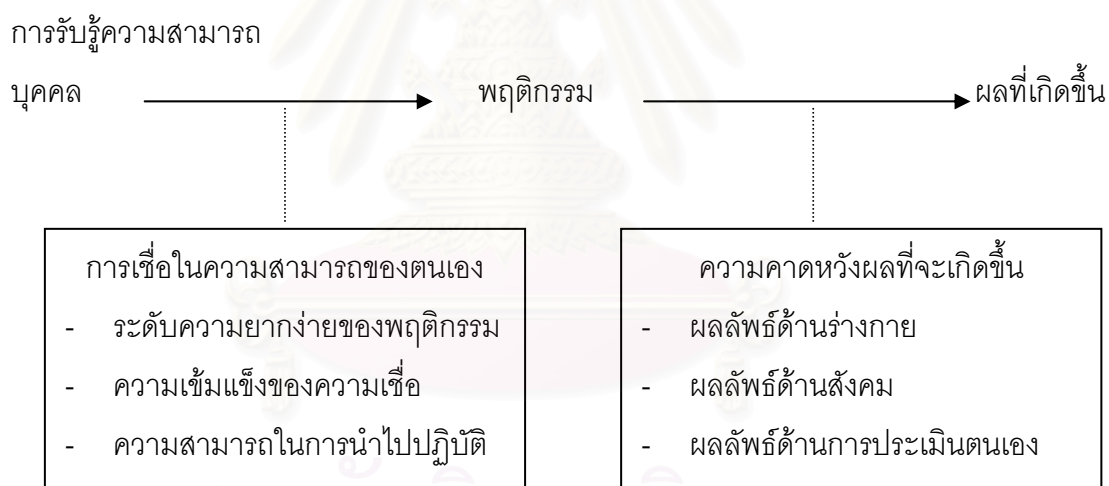 การรับรู้ความสามารถ
บุคคล พฤติกรรม ผลที่เกิดขึ้น
การเชื่อในความสามารถของตนเอง
- ระดับความยากง่ายของพฤติกรรม
- ความเข้มแข็งของความเชื่อ
- ความสามารถในการนำไปปฏิบัติ
ความคาดหวังผลที่จะเกิดขึ้น
- ผลลัพธ์ด้านร่างกาย
- ผลลัพธ์ด้านสังคม
- ผลลัพธ์ด้านการประเมินตนเอง